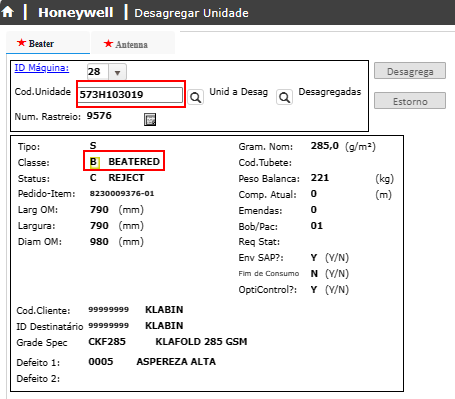 Honeywell | Desagregar Unidade
Beater Antenna
ID Máquina: 28 Desagrega
Cod.Unidade 573H103019 Unid a Desag Desagregadas
Estorno
Num. Rastreio: 9576
Tipo: S Gram. Nom: 285,0 (g/m²)
Classe: B BEATERED Cod.Tubete:
Status: C REJECT Peso Balanca: 221 (kg)
Pedido-Item: 8230009376-01 Comp. Atual: 0 (m)
Larg OM: 790 (mm) Emendas: 0
Largura: 790 (mm) Bob/Pac: 01
Diam OM: 980 (mm) Req Stat:
Env SAP?: Y (Y/N)
Fim de Consumo N (Y/N)
OptiControl?: Y (Y/N)
Cod.Cliente: 99999999 KLABIN
ID Destinatário 99999999 KLABIN
Grade Spec CKF285 KLAFOLD 285 GSM
Defeito 1: 0005 ASPEREZA ALTA
Defeito 2: